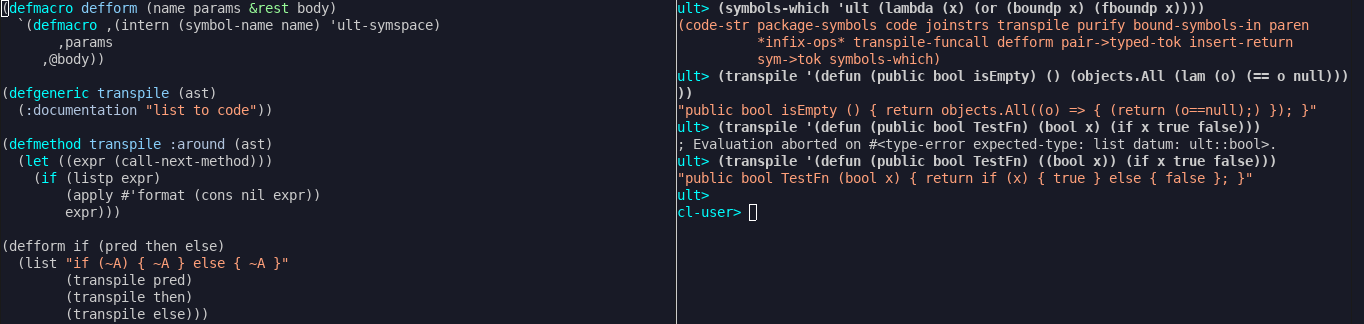 (defmacro defform (name params &rest body)
  `(defmacro ,(intern (symbol-name name) 'ult-symspace)
       ,params
     ,@body))
(defgeneric transpile (ast)
  (:documentation "list to code"))
(defmethod transpile :around (ast)
  (let ((expr (call-next-method)))
    (if (listp expr)
        (apply #'format (cons nil expr))
        expr)))
(defform if (pred then else)
  (list "if (~A) { ~A } else { ~A }"
        (transpile pred)
        (transpile then)
        (transpile else)))
ult> (symbols-which 'ult (lambda (x) (or (boundp x) (fboundp x))))
(code-str package-symbols code joinstrs transpile purify bound-symbols-in paren
          *infix-ops* transpile-funcall defform pair->typed-tok insert-return
          sym->tok symbols-which)
ult> (transpile '(defun (public bool isEmpty) () (objects.All (lam (o) (== o null)))
))
"public bool isEmpty () { return objects.All((o) => { (return (o==null);) }); }"
ult> (transpile '(defun (public bool TestFn) (bool x) (if x true false)))
; Evaluation aborted on #<type-error expected-type: list datum: ult::bool>.
ult> (transpile '(defun (public bool TestFn) ((bool x)) (if x true false)))
"public bool TestFn (bool x) { return if (x) { true } else { false }; }"
ult>
cl-user>